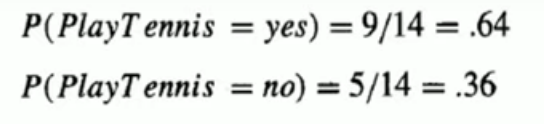 P(PlayTennis = yes) = 9/14 = .64
P(PlayTennis = no) = 5/14 = .36